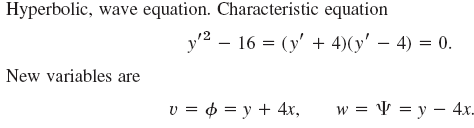 Hyperbolic, wave equation. Characteristic equation
y′² − 16 = (y′ + 4)(y′ − 4) = 0.
New variables are
v = ϕ = y + 4x, w = Ψ = y − 4x.